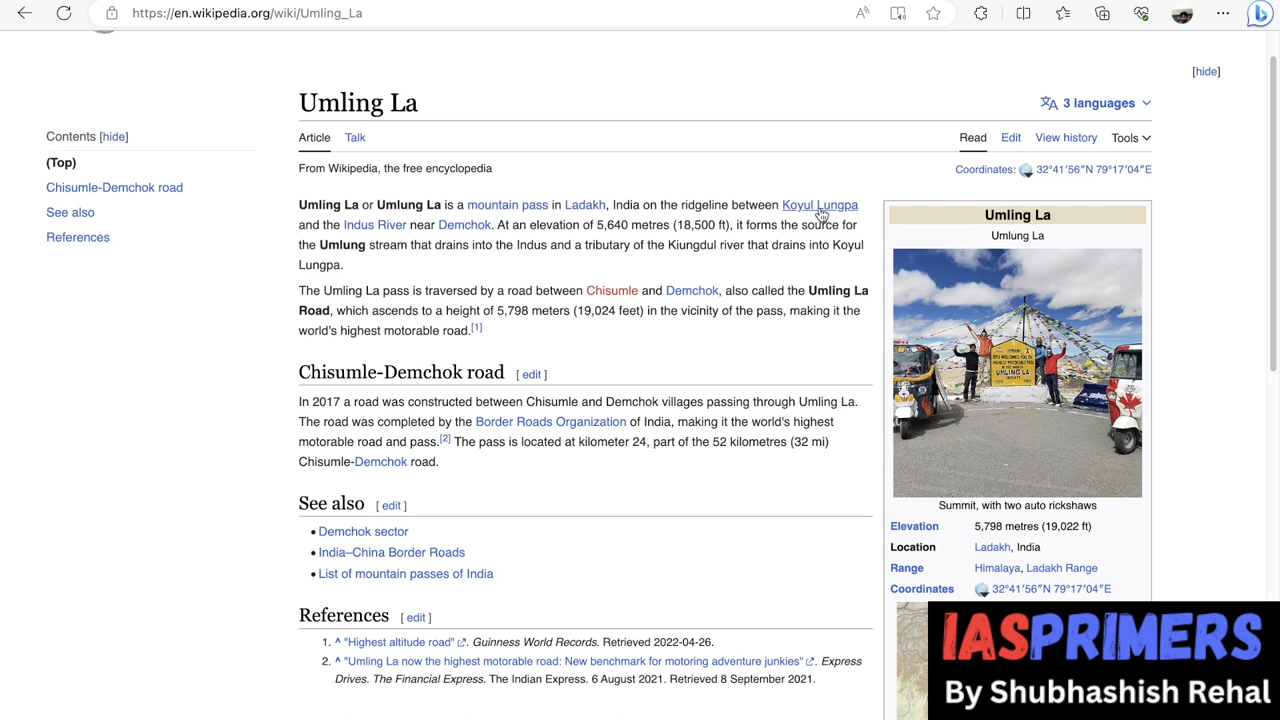 https://en.wikipedia.org/wiki/Umling_La
[hide]
Umling La
3 languages
Contents [hide]
Article Talk
Read Edit View history Tools
(Top)
From Wikipedia, the free encyclopedia
Coordinates: 32°41′56″N 79°17′04″E
Chisumle-Demchok road
See also
References
Umling La or Umlung La is a mountain pass in Ladakh, India on the ridgeline between Koyul Lungpa
and the Indus River near Demchok. At an elevation of 5,640 metres (18,500 ft), it forms the source for
the Umlung stream that drains into the Indus and a tributary of the Kiungdul river that drains into Koyul
Lungpa.
The Umling La pass is traversed by a road between Chisumle and Demchok, also called the Umling La
Road, which ascends to a height of 5,798 meters (19,024 feet) in the vicinity of the pass, making it the
world's highest motorable road.[1]
Chisumle-Demchok road [ edit ]
In 2017 a road was constructed between Chisumle and Demchok villages passing through Umling La.
The road was completed by the Border Roads Organization of India, making it the world's highest
motorable road and pass.[2] The pass is located at kilometer 24, part of the 52 kilometres (32 mi)
Chisumle-Demchok road.
See also [ edit ]
• Demchok sector
• India–China Border Roads
• List of mountain passes of India
References [ edit ]
1. ^ "Highest altitude road". Guinness World Records. Retrieved 2022-04-26.
2. ^ "Umling La now the highest motorable road: New benchmark for motoring adventure junkies". Express
Drives. The Financial Express. The Indian Express. 6 August 2021. Retrieved 8 September 2021.
Umling La
Umlung La
UMLING LA
Summit, with two auto rickshaws
Elevation 5,798 metres (19,022 ft)
Location Ladakh, India
Range Himalaya, Ladakh Range
Coordinates 32°41′56″N 79°17′04″E
IASPRIMERS
By Shubhashish Rehal